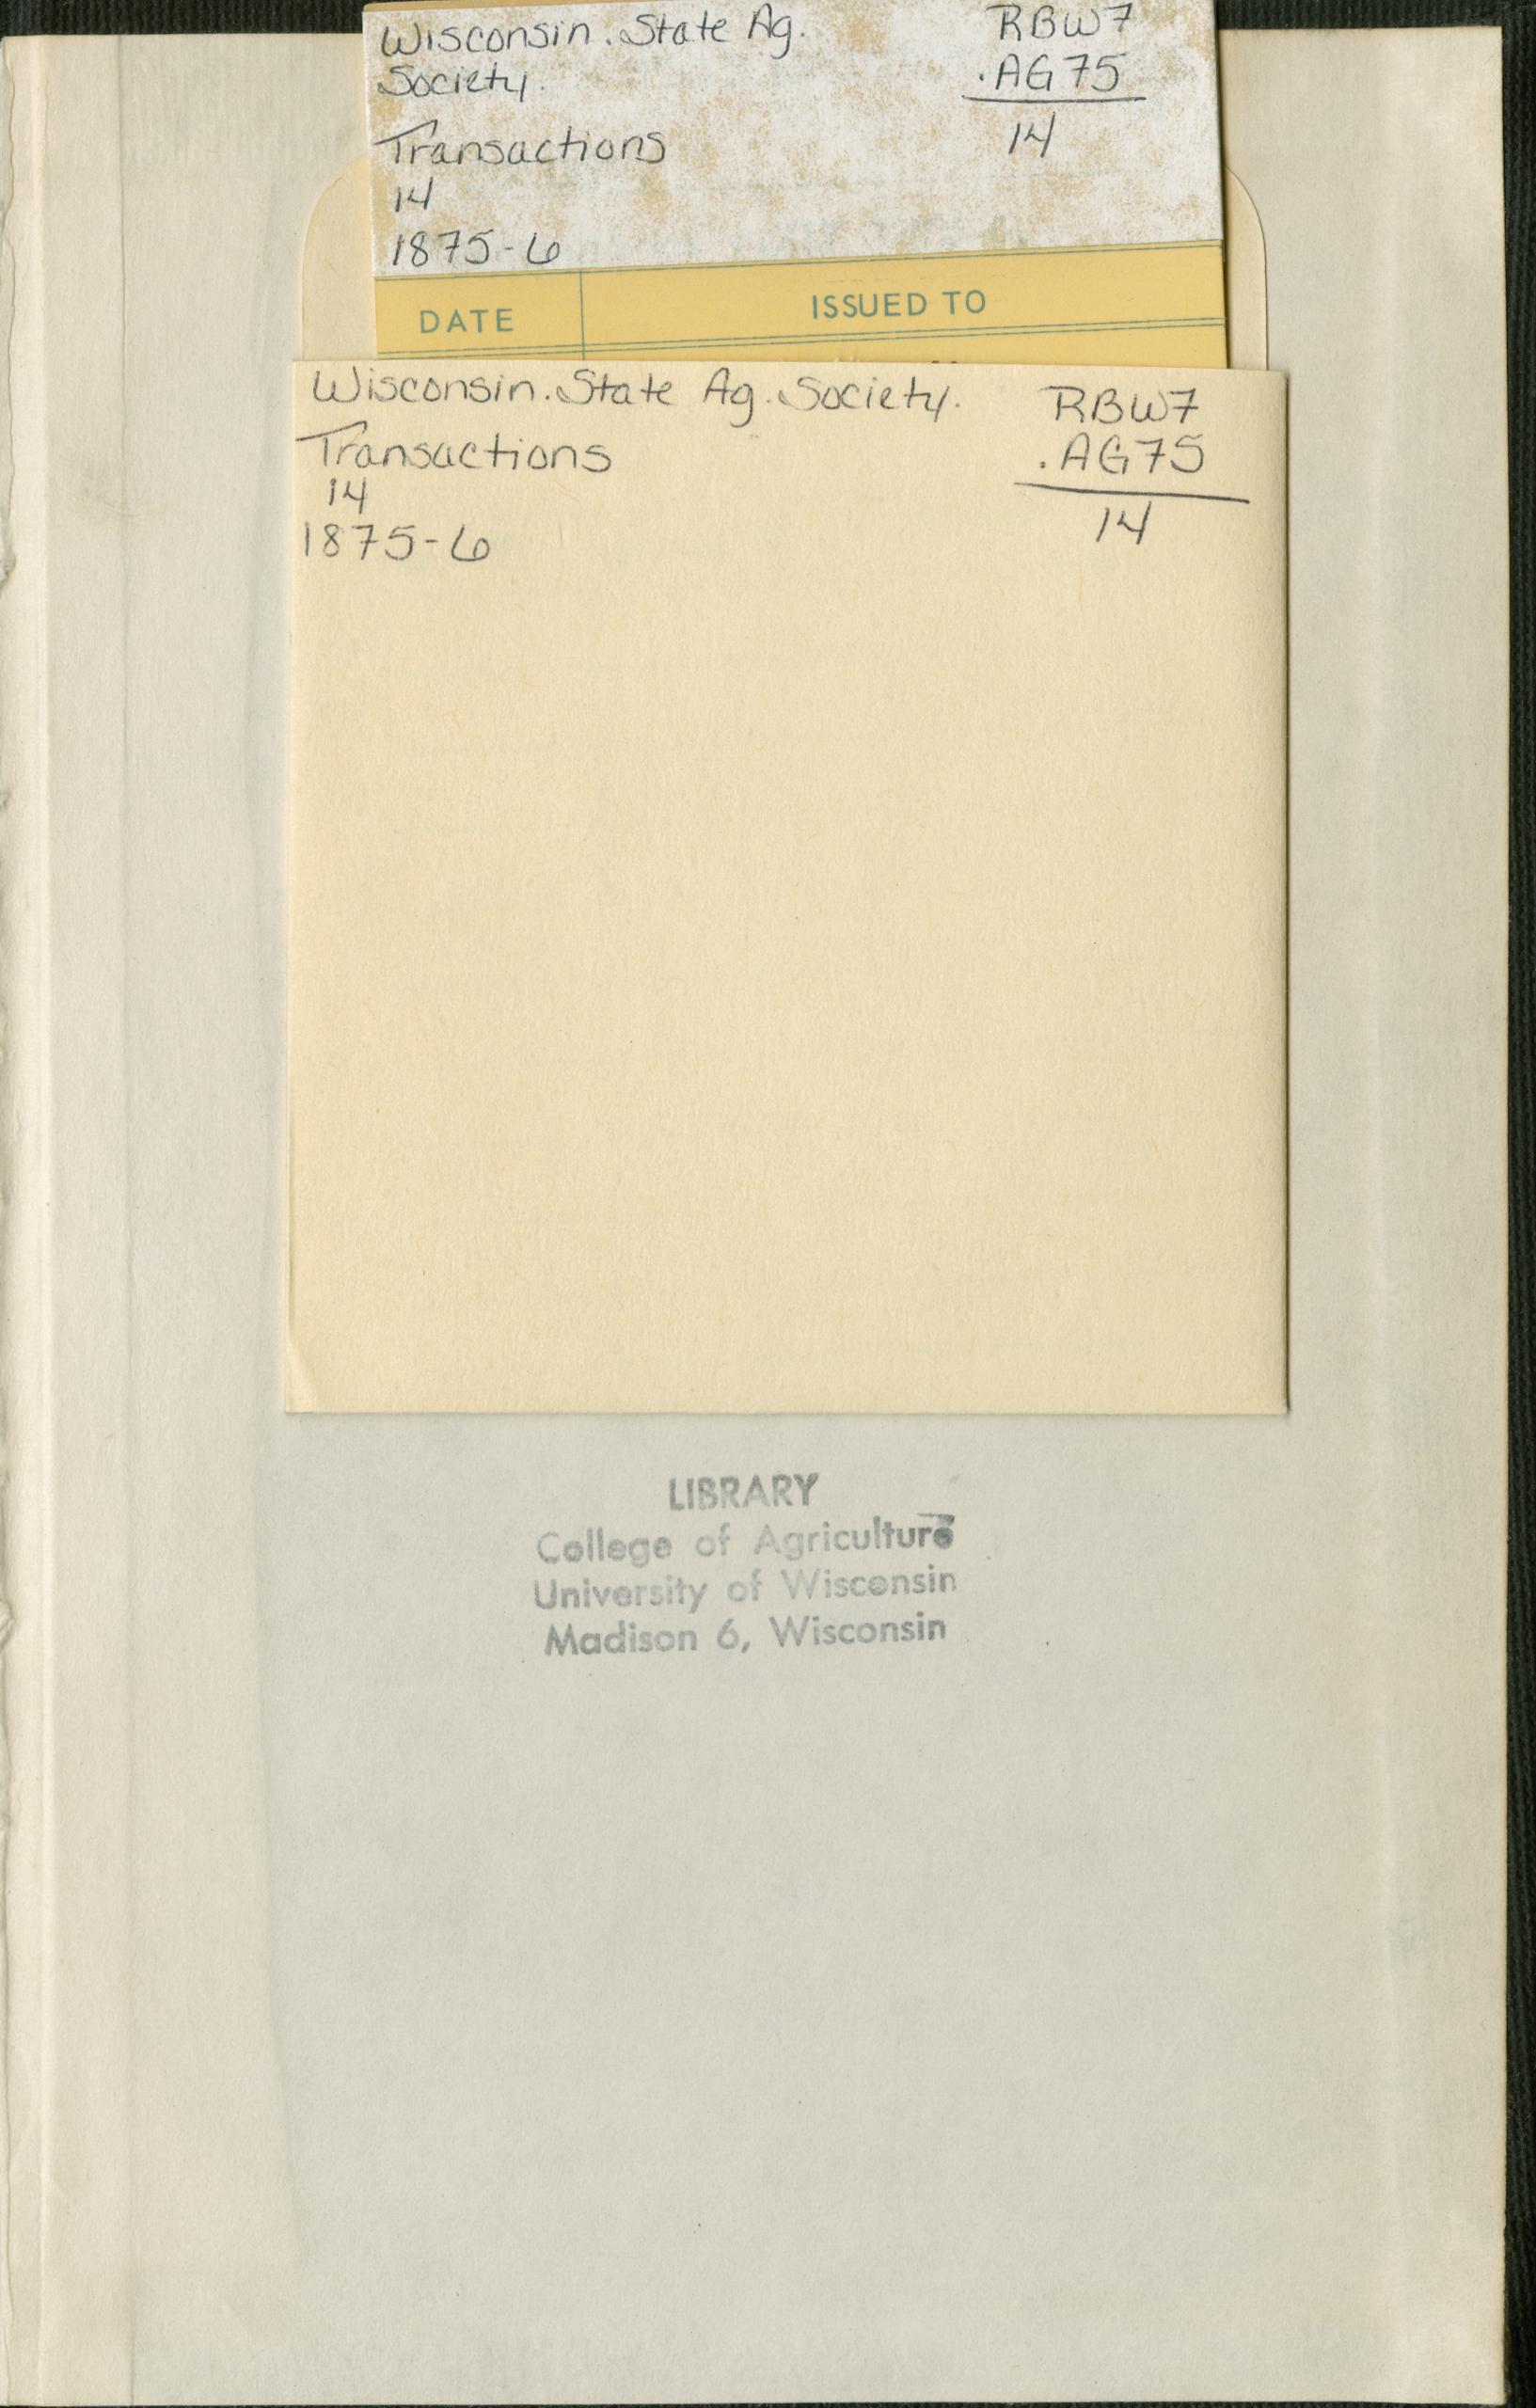 Wisconsin. State Ag. RBW7
Society. .AG75
Transactions 14
14
1875-6
DATE ISSUED TO
Wisconsin. State Ag. Society. RBW7
Transactions .AG75
14 14
1875-6
LIBRARY
College of Agriculture
University of Wisconsin
Madison 6, Wisconsin